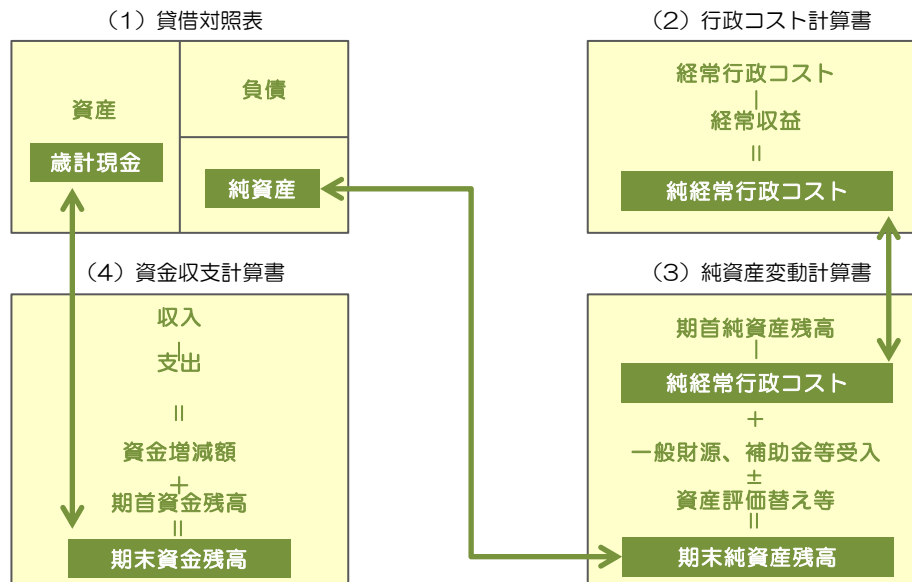 （1）貸借対照表
資産
歳計現金
負債
純資産
（2）行政コスト計算書
経常行政コスト
－
経常収益
＝
純経常行政コスト
（4）資金収支計算書
収入
－
支出
＝
資金増減額
＋
期首資金残高
＝
期末資金残高
（3）純資産変動計算書
期首純資産残高
－
純経常行政コスト
＋
一般財源、補助金等受入
±
資産評価替え等
＝
期末純資産残高